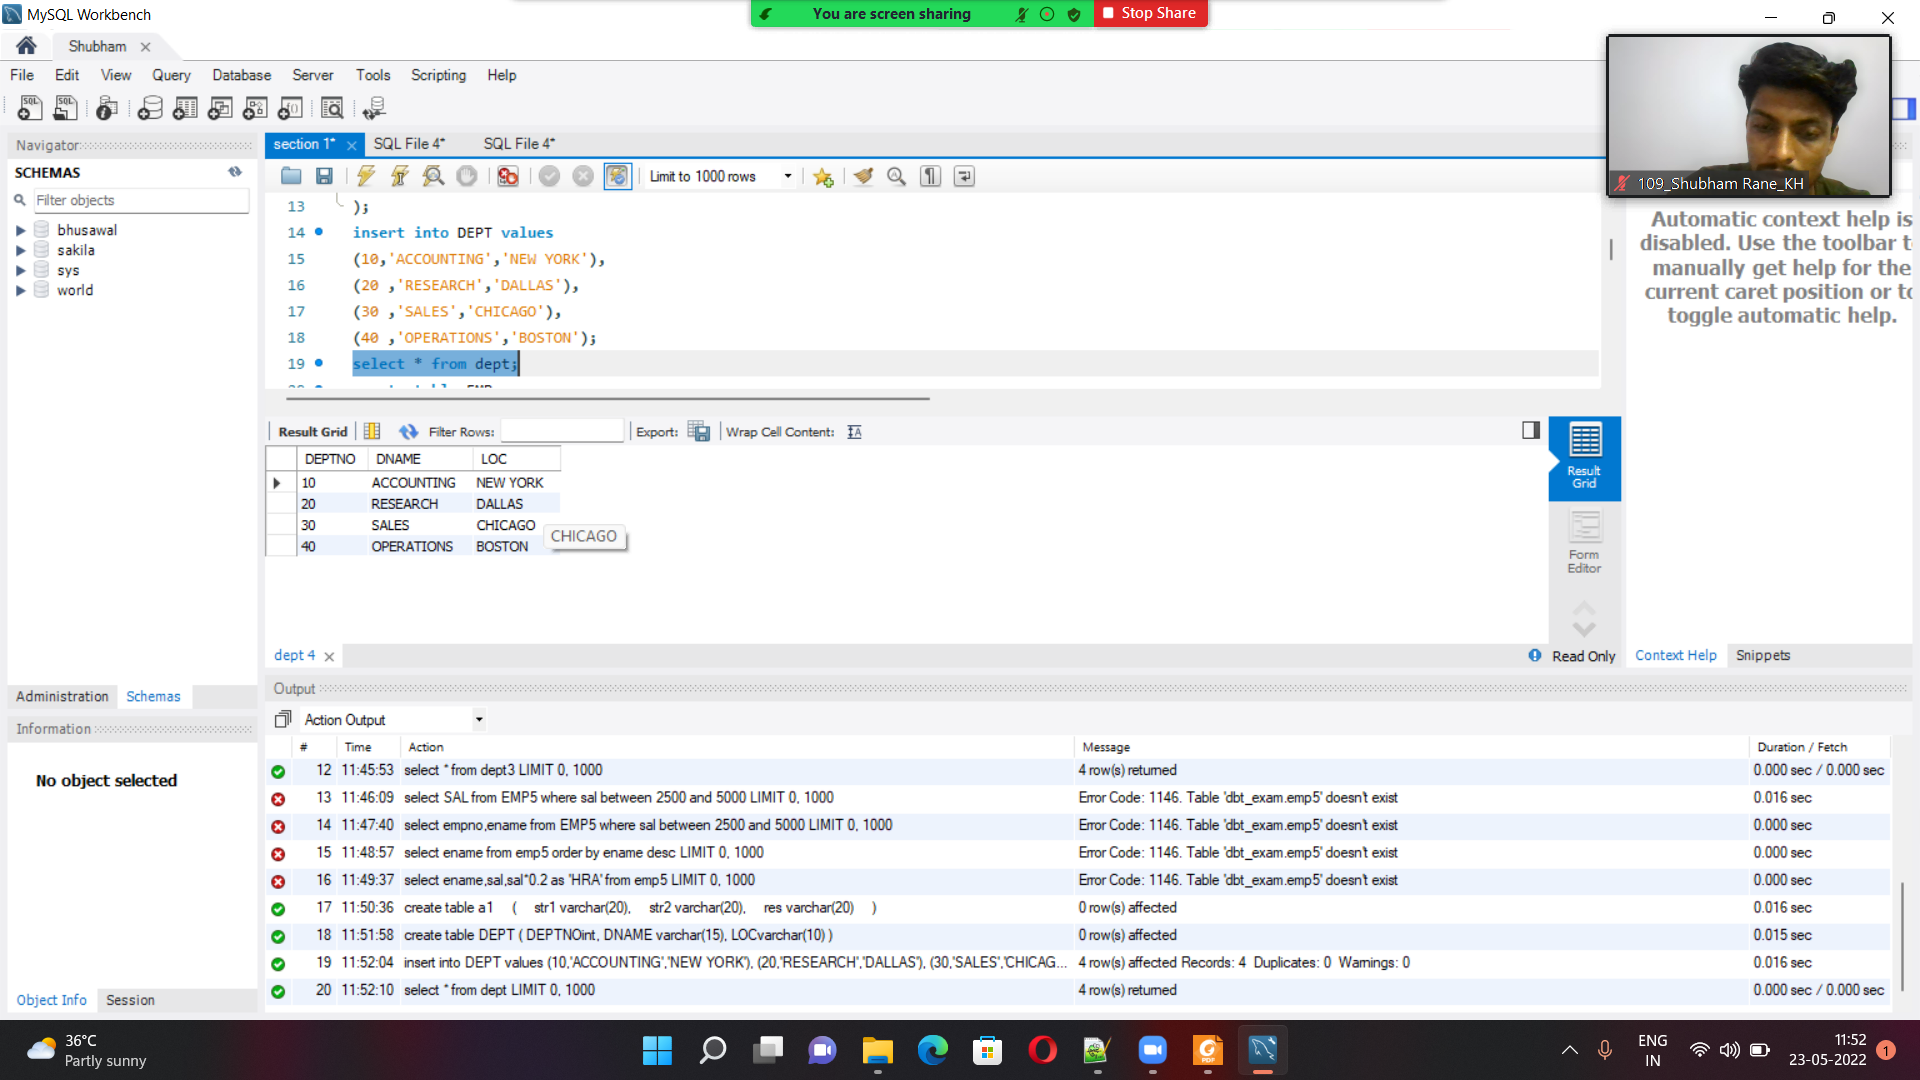 MySQL Workbench
You are screen sharing
Stop Share
Shubham
File Edit View Query Database Server Tools Scripting Help
Navigator
SCHEMAS
Filter objects
bhusawal
sakila
sys
world
Administration Schemas
Information
No object selected
Object Info Session
section 1* SQL File 4* SQL File 4*
Limit to 1000 rows
13 );
14 insert into DEPT values
15 (10,'ACCOUNTING','NEW YORK'),
16 (20 ,'RESEARCH','DALLAS'),
17 (30 ,'SALES','CHICAGO'),
18 (40 ,'OPERATIONS','BOSTON');
19 select * from dept;
Result Grid Filter Rows: Export: Wrap Cell Content:
DEPTNO DNAME LOC
10 ACCOUNTING NEW YORK
20 RESEARCH DALLAS
30 SALES CHICAGO
40 OPERATIONS BOSTON
CHICAGO
Result
Grid
Form
Editor
dept 4
Read Only
109_Shubham Rane_KH
Automatic context help is
disabled. Use the toolbar t
manually get help for the
current caret position or to
toggle automatic help.
Context Help Snippets
Output
Action Output
# Time Action Message Duration / Fetch
12 11:45:53 select * from dept3 LIMIT 0, 1000 4 row(s) returned 0.000 sec / 0.000 sec
13 11:46:09 select SAL from EMP5 where sal between 2500 and 5000 LIMIT 0, 1000 Error Code: 1146. Table 'dbt_exam.emp5' doesn't exist 0.016 sec
14 11:47:40 select empno,ename from EMP5 where sal between 2500 and 5000 LIMIT 0, 1000 Error Code: 1146. Table 'dbt_exam.emp5' doesn't exist 0.000 sec
15 11:48:57 select ename from emp5 order by ename desc LIMIT 0, 1000 Error Code: 1146. Table 'dbt_exam.emp5' doesn't exist 0.000 sec
16 11:49:37 select ename,sal,sal*0.2 as 'HRA' from emp5 LIMIT 0, 1000 Error Code: 1146. Table 'dbt_exam.emp5' doesn't exist 0.000 sec
17 11:50:36 create table a1 ( str1 varchar(20), str2 varchar(20), res varchar(20) ) 0 row(s) affected 0.016 sec
18 11:51:58 create table DEPT ( DEPTNOint, DNAME varchar(15), LOCvarchar(10) ) 0 row(s) affected 0.015 sec
19 11:52:04 insert into DEPT values (10,'ACCOUNTING','NEW YORK'), (20,'RESEARCH','DALLAS'), (30,'SALES','CHICAG... 4 row(s) affected Records: 4 Duplicates: 0 Warnings: 0 0.016 sec
20 11:52:10 select * from dept LIMIT 0, 1000 4 row(s) returned 0.000 sec / 0.000 sec
36°C
Partly sunny
ENG
IN
11:52
23-05-2022
1